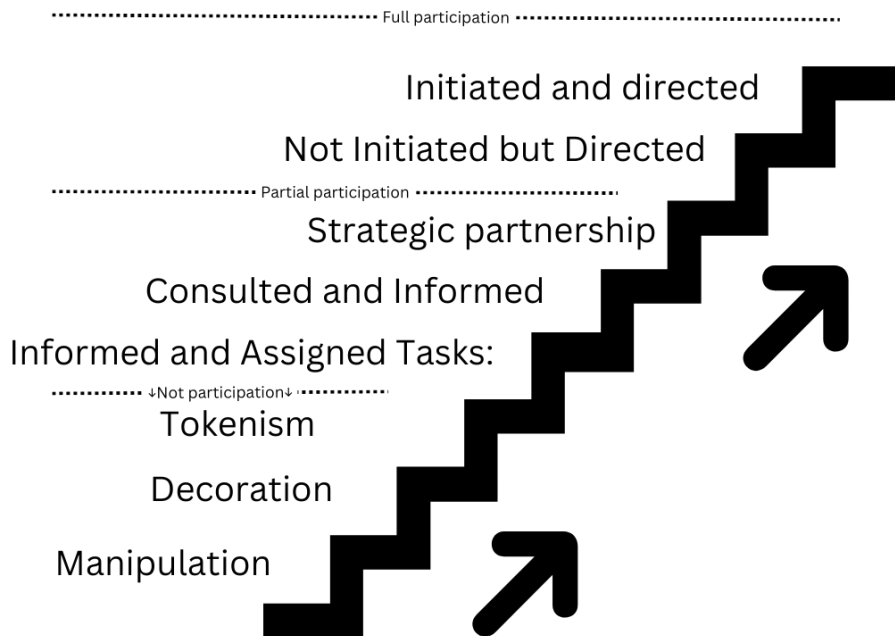 Full participation
Initiated and directed
Not Initiated but Directed
Partial participation
Strategic partnership
Consulted and Informed
Informed and Assigned Tasks:
↓Not participation↓
Tokenism
Decoration
Manipulation